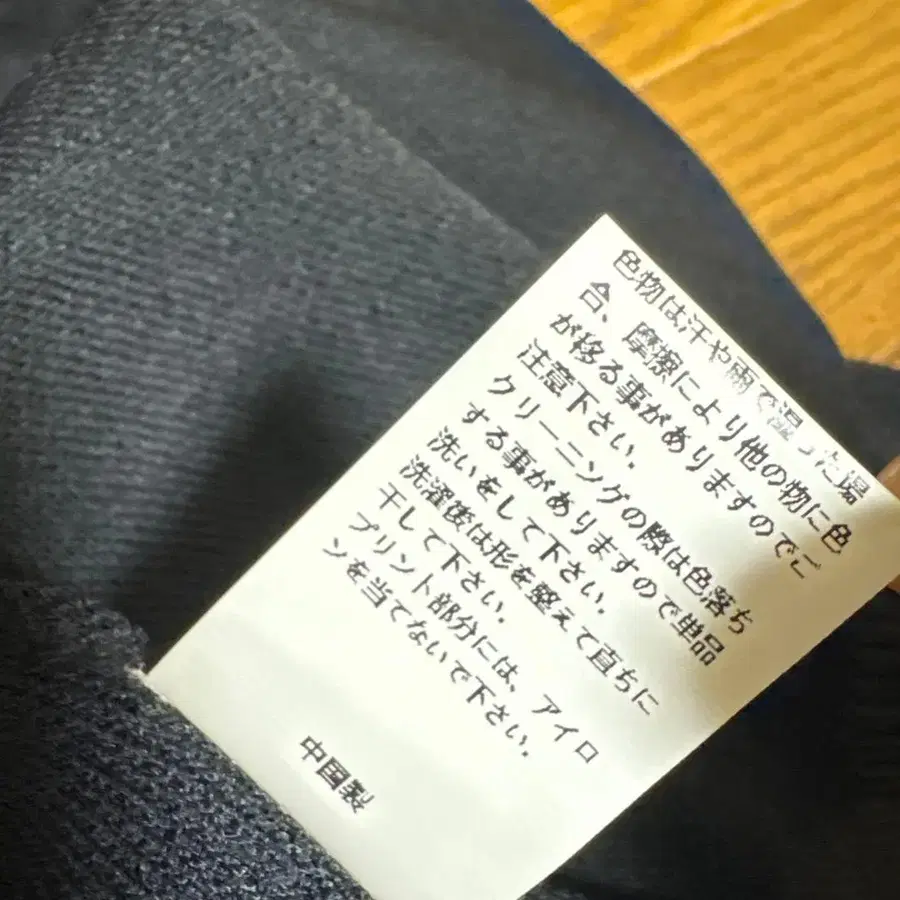 色物は汗や雨で湿った場
合、摩擦により他の物に色
が移る事がありますのでご
注意下さい。
クリーニングの際は色落ち
する事がありますので単品
洗いをして下さい。
洗濯後は形を整えて直ちに
干して下さい。
プリント部分には、アイロ
ンを当てないで下さい。
中国製